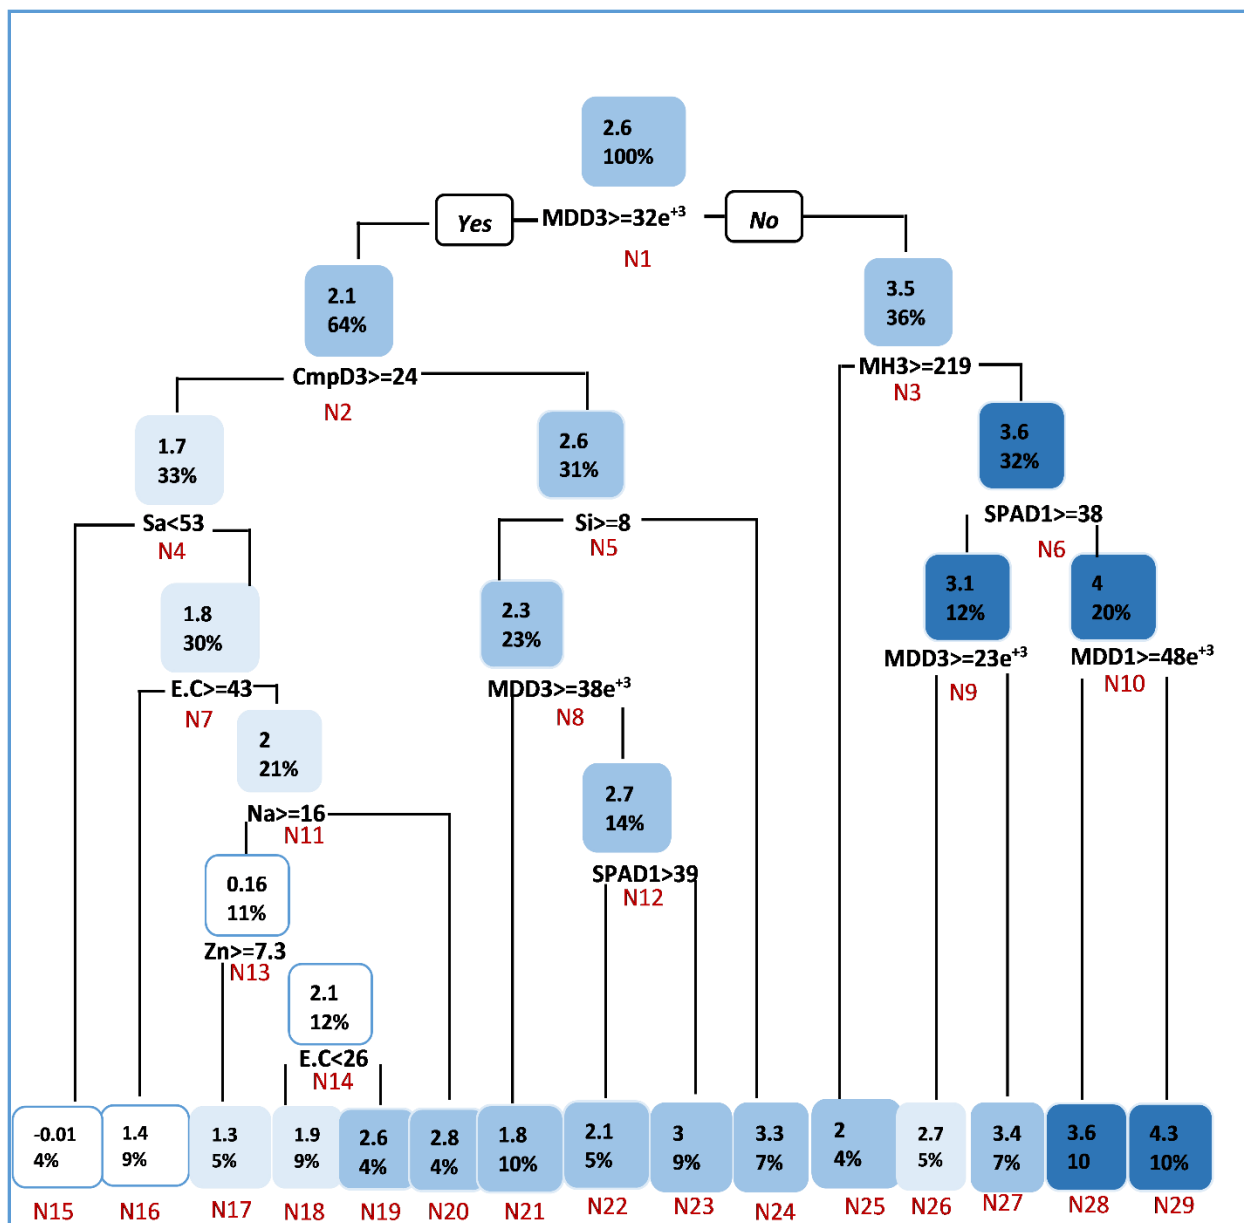 2.6
100%
Yes
MDD3>=32e+3
No
N1
2.1
64%
3.5
36%
CmpD3>=24
N2
MH3>=219
N3
1.7
33%
2.6
31%
3.6
32%
Sa<53
N4
Si>=8
N5
SPAD1>=38
N6
1.8
30%
2.3
23%
3.1
12%
4
20%
E.C>=43
N7
MDD3>=38e+3
N8
MDD3>=23e+3
N9
MDD1>=48e+3
N10
2
21%
2.7
14%
Na>=16
N11
SPAD1>39
N12
0.16
11%
Zn>=7.3
N13
2.1
12%
E.C<26
N14
-0.01
4%
1.4
9%
1.3
5%
1.9
9%
2.6
4%
2.8
4%
1.8
10%
2.1
5%
3
9%
3.3
7%
2
4%
2.7
5%
3.4
7%
3.6
10
4.3
10%
N15
N16
N17
N18
N19
N20
N21
N22
N23
N24
N25
N26
N27
N28
N29